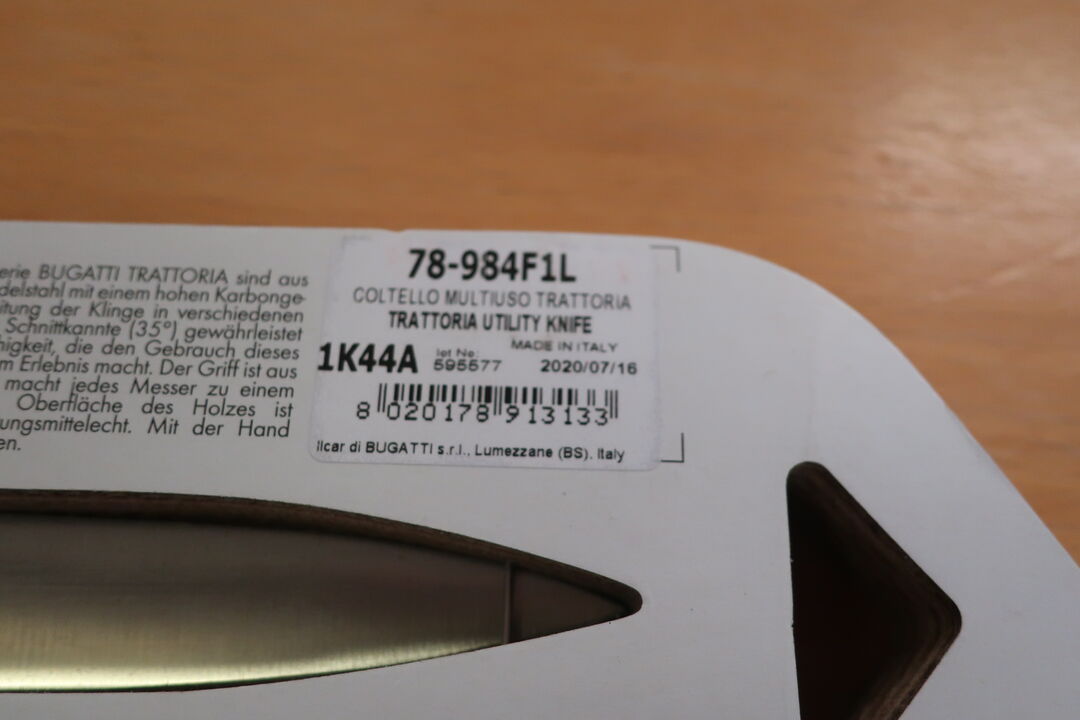 erie BUGATTI TRATTORIA sind aus
delstahl mit einem hohen Karbonge-
itung der Klinge in verschiedenen
Schnittkannte (35°) gewährleistet
higkeit, die den Gebrauch dieses
m Erlebnis macht. Der Griff ist aus
macht jedes Messer zu einem
Oberfläche des Holzes ist
ungsmittelecht. Mit der Hand
en.
78-984F1L
COLTELLO MULTIUSO TRATTORIA
TRATTORIA UTILITY KNIFE
MADE IN ITALY
1K44A lot No: 595577 2020/07/16
8 020178 913133
ilcar di BUGATTI s.r.l., Lumezzane (BS), Italy